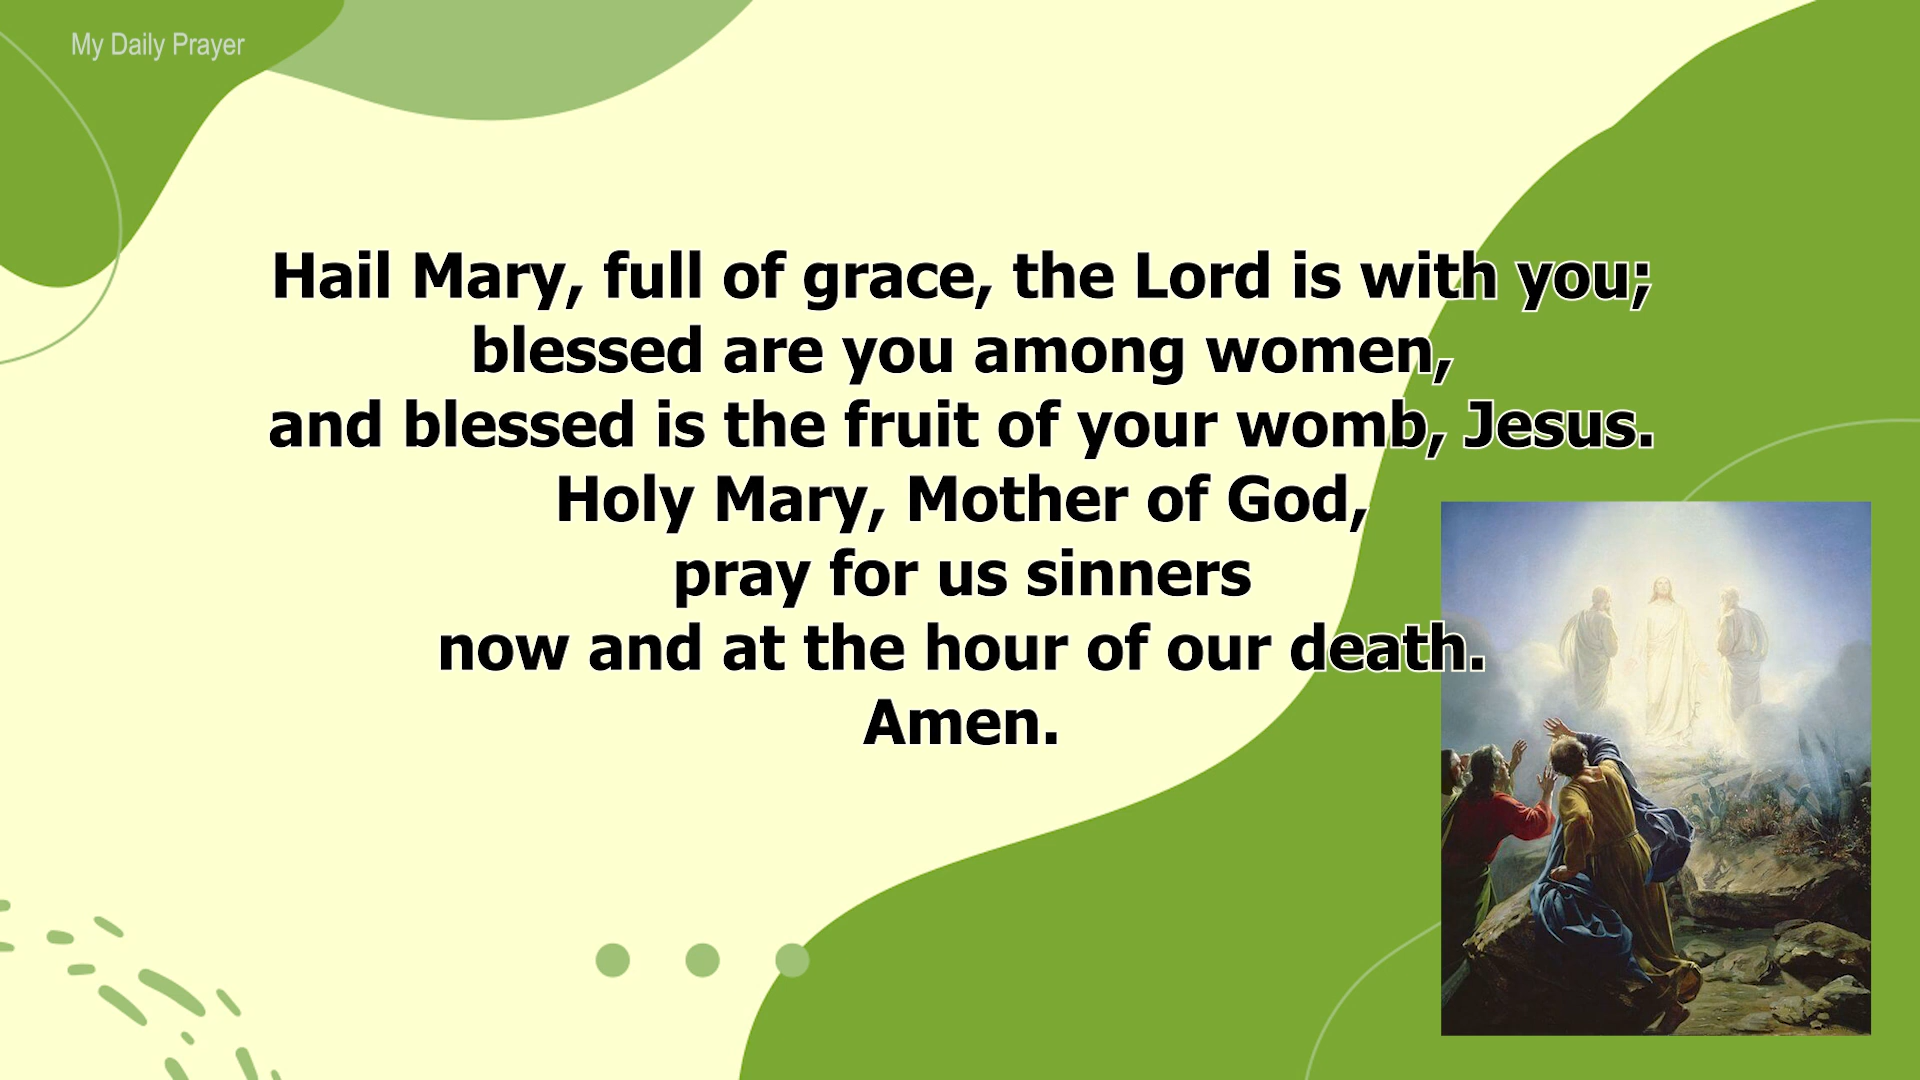 My Daily Prayer
Hail Mary, full of grace, the Lord is with you;
blessed are you among women,
and blessed is the fruit of your womb, Jesus.
Holy Mary, Mother of God,
pray for us sinners
now and at the hour of our death.
Amen.